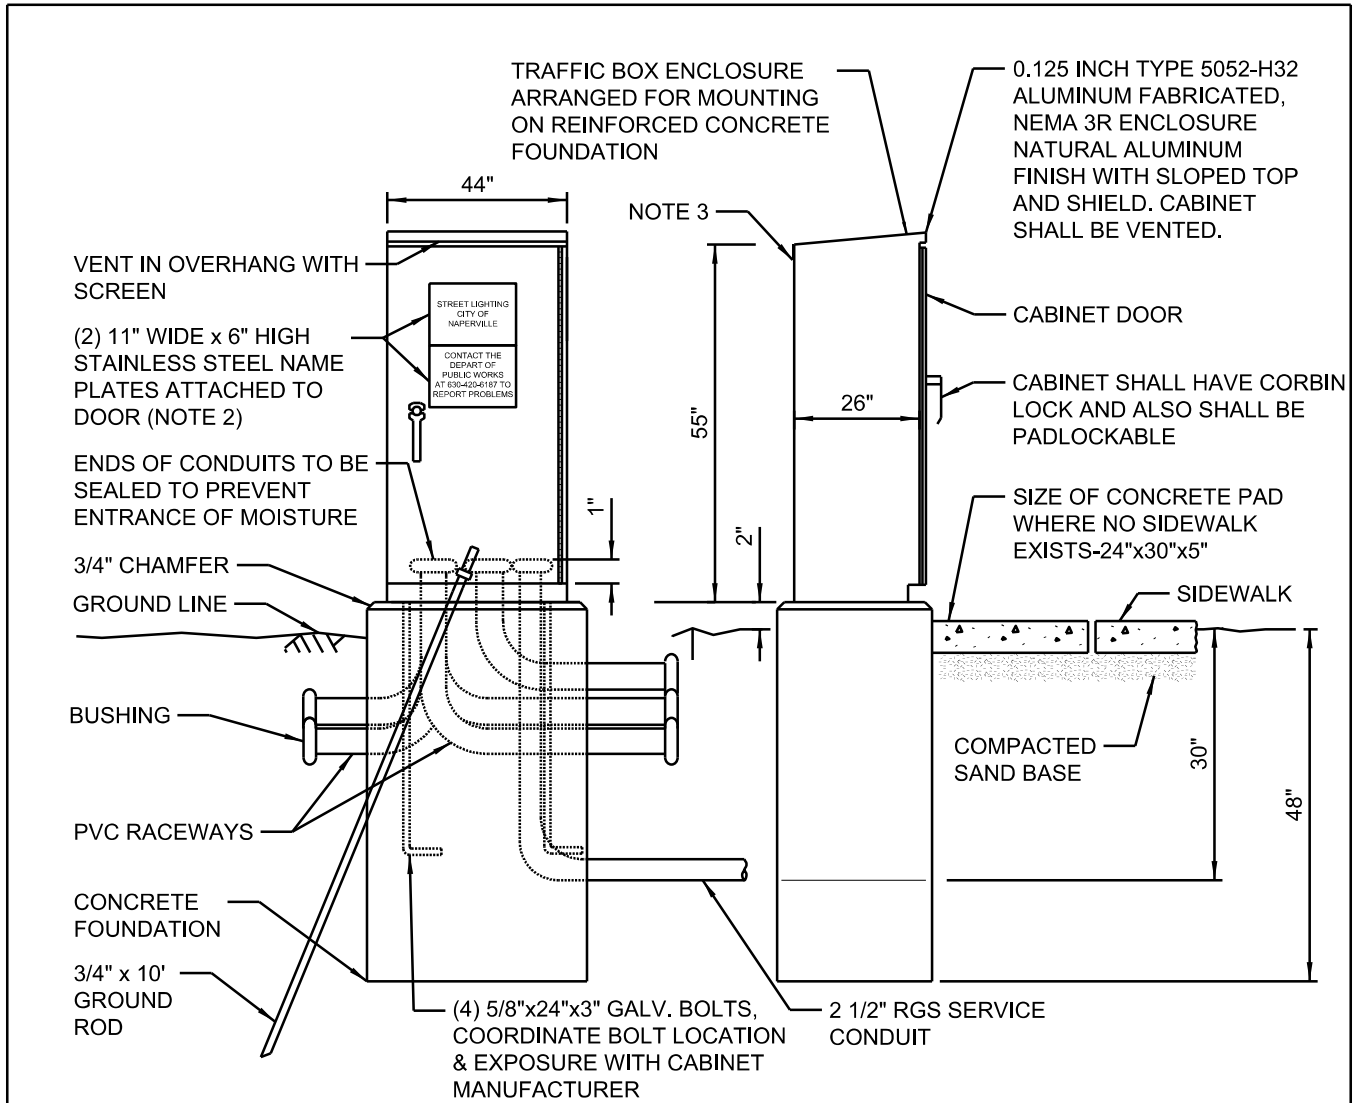 TRAFFIC BOX ENCLOSURE
ARRANGED FOR MOUNTING
ON REINFORCED CONCRETE
FOUNDATION
0.125 INCH TYPE 5052-H32
ALUMINUM FABRICATED,
NEMA 3R ENCLOSURE
NATURAL ALUMINUM
FINISH WITH SLOPED TOP
AND SHIELD. CABINET
SHALL BE VENTED.
44"
NOTE 3
VENT IN OVERHANG WITH
SCREEN
STREET LIGHTING
CITY OF
NAPERVILLE
CONTACT THE
DEPART OF
PUBLIC WORKS
AT 630-420-6187 TO
REPORT PROBLEMS
(2) 11" WIDE x 6" HIGH
STAINLESS STEEL NAME
PLATES ATTACHED TO
DOOR (NOTE 2)
CABINET DOOR
CABINET SHALL HAVE CORBIN
LOCK AND ALSO SHALL BE
PADLOCKABLE
26"
55"
ENDS OF CONDUITS TO BE
SEALED TO PREVENT
ENTRANCE OF MOISTURE
1"
2"
SIZE OF CONCRETE PAD
WHERE NO SIDEWALK
EXISTS-24"x30"x5"
3/4" CHAMFER
GROUND LINE
SIDEWALK
BUSHING
COMPACTED
SAND BASE
30"
48"
PVC RACEWAYS
CONCRETE
FOUNDATION
3/4" x 10'
GROUND
ROD
(4) 5/8"x24"x3" GALV. BOLTS,
COORDINATE BOLT LOCATION
& EXPOSURE WITH CABINET
MANUFACTURER
2 1/2" RGS SERVICE
CONDUIT